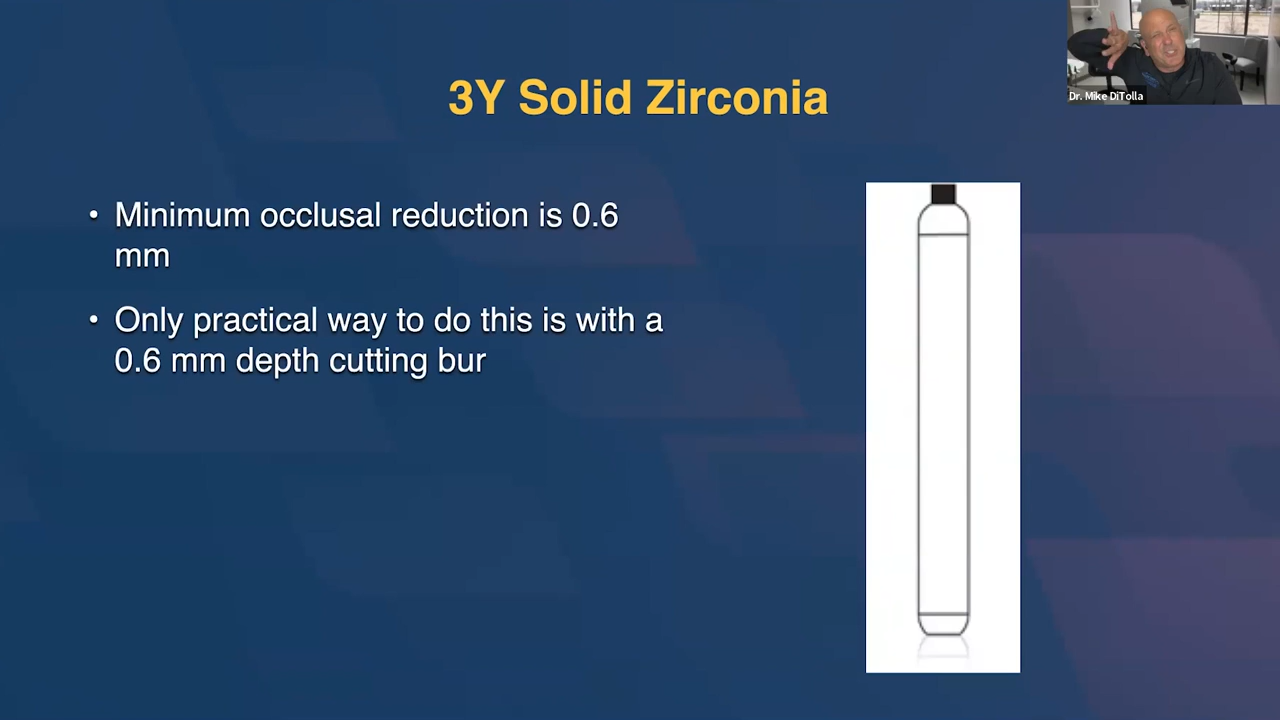 Dr. Mike DiTolla
3Y Solid Zirconia
• Minimum occlusal reduction is 0.6
mm
• Only practical way to do this is with a
0.6 mm depth cutting bur